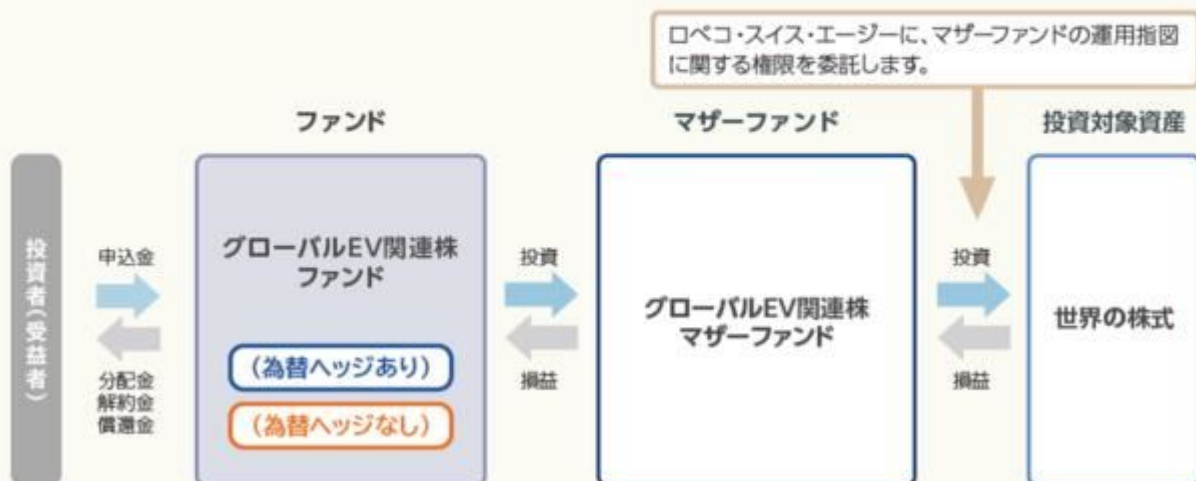 ロベコ・スイス・エージーに、マザーファンドの運用指図
に関する権限を委託します。
ファンド
マザーファンド
投資対象資産
投資者(受益者)
申込金
分配金
解約金
償還金
グローバルEV関連株
ファンド
(為替ヘッジあり)
(為替ヘッジなし)
投資
損益
グローバルEV関連株
マザーファンド
投資
損益
世界の株式